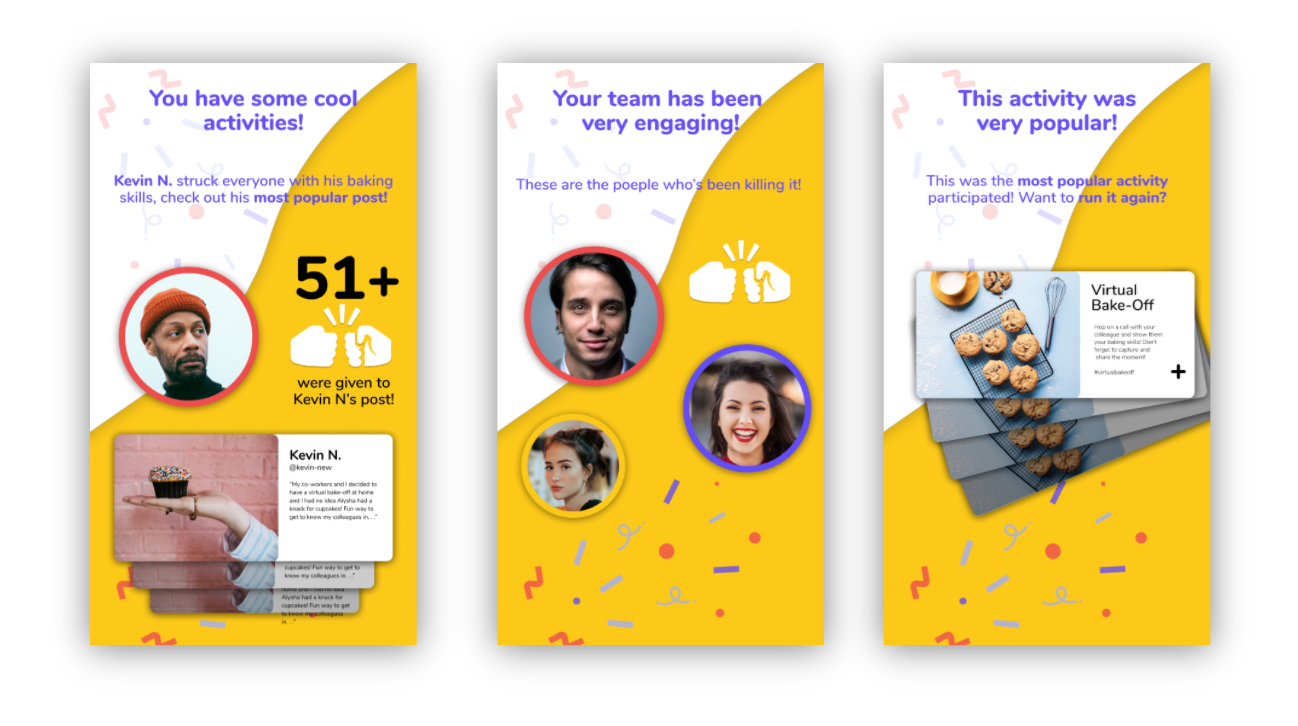 You have some cool
activities!
Kevin N. struck everyone with his baking
skills, check out his most popular post!
51+
were given to
Kevin N's post!
Kevin N.
@kevin-new
"My co-workers and I decided to
have a virtual bake-off at home
and I had no idea Alysha had a
knack for cupcakes! Fun way to
get to know my colleagues in. . ."
cupcakes! Fun way to get to
know my colleagues in. . ."
home and I had no idea
Alysha had a knack for
cupcakes! Fun way to get
to know my colleagues
in. . ."
Your team has been
very engaging!
These are the poeple who's been killing it!
This activity was
very popular!
This was the most popular activity
participated! Want to run it again?
Virtual
Bake-Off
Hop on a call with your
colleague and show them
your baking skills! Don't
forget to capture and
share the moment!
#virtualbakeoff
+